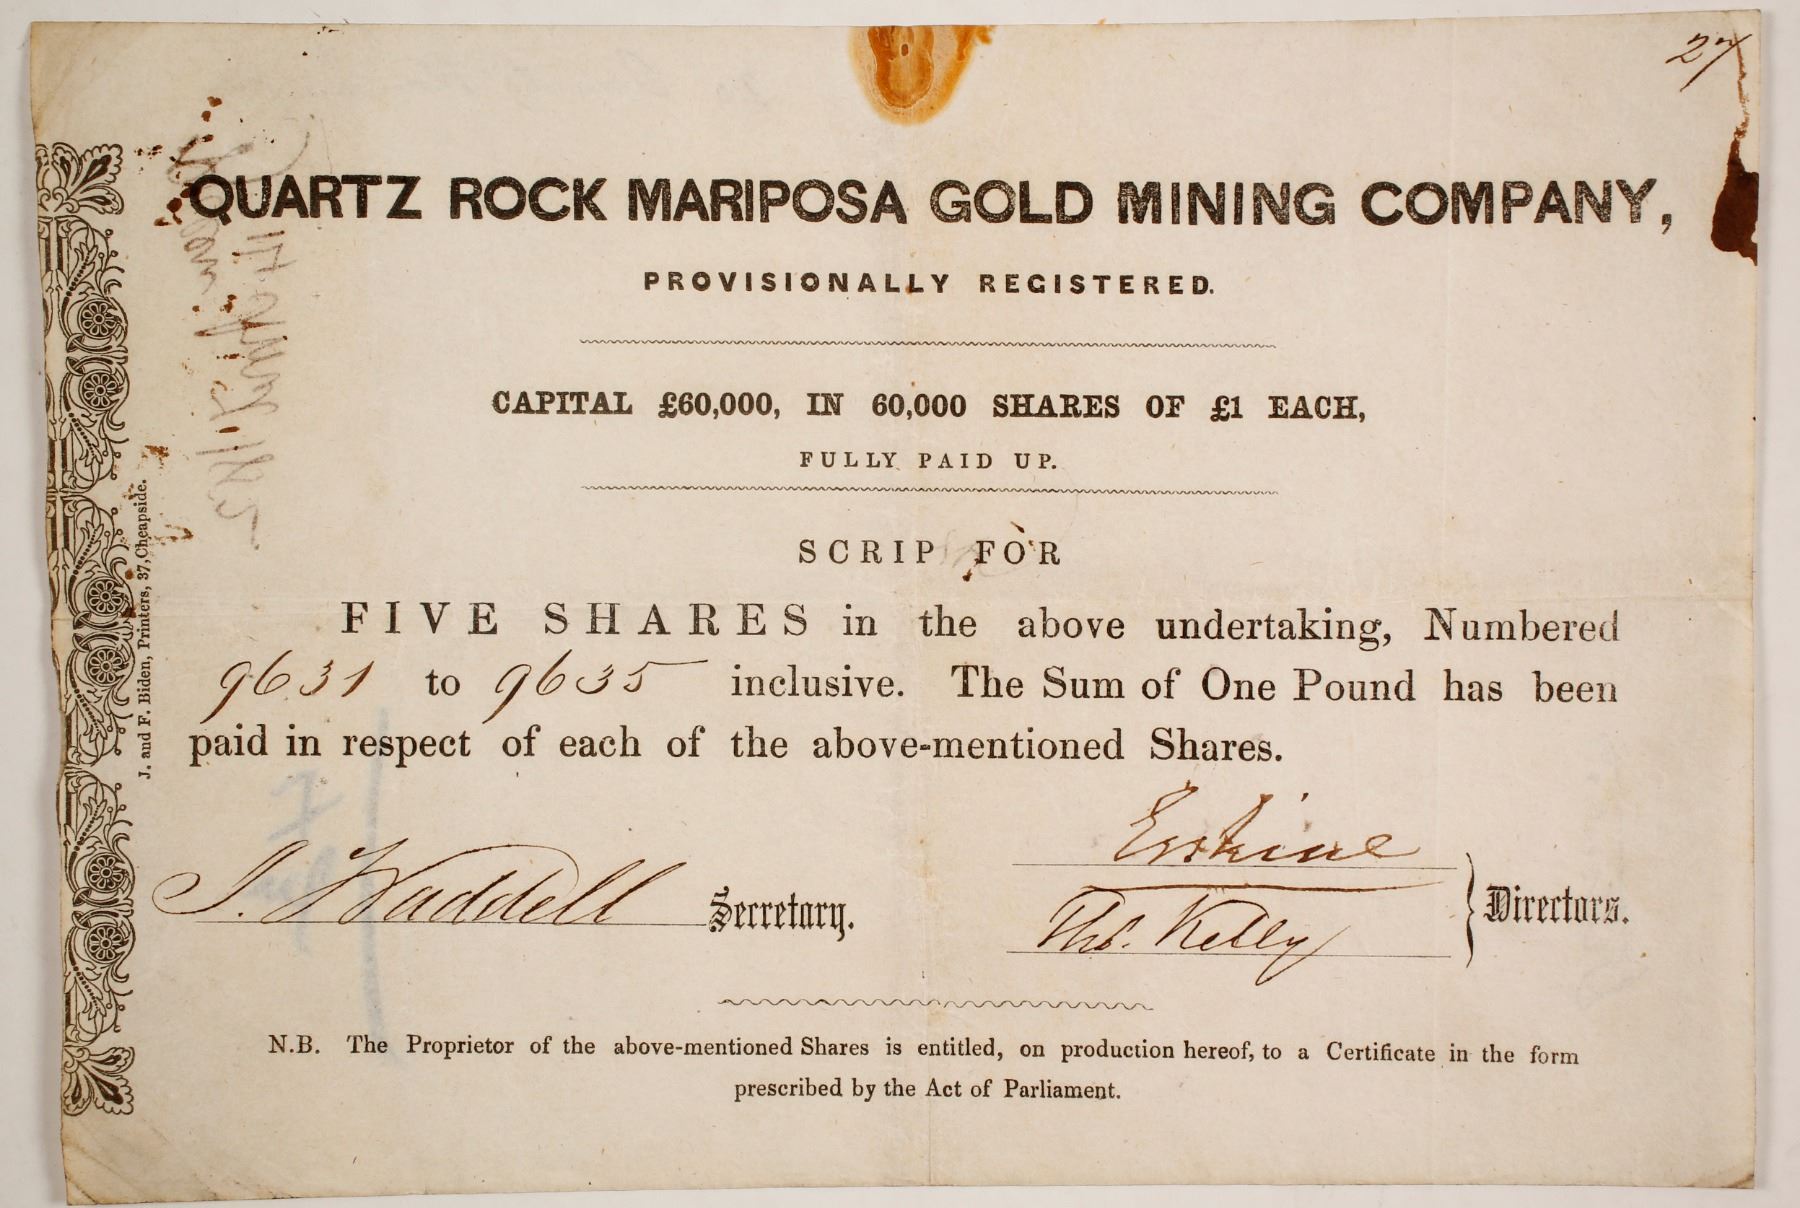 27
QUARTZ ROCK MARIPOSA GOLD MINING COMPANY,
PROVISIONALLY REGISTERED.
CAPITAL £60,000, IN 60,000 SHARES OF £1 EACH,
FULLY PAID UP.
SCRIP FOR
FIVE SHARES in the above undertaking, Numbered
9631 to 9635 inclusive. The Sum of One Pound has been
paid in respect of each of the above-mentioned Shares.
J. Waddell Secretary.
Erskine
Thos. Kelly
Directors.
N.B. The Proprietor of the above-mentioned Shares is entitled, on production hereof, to a Certificate in the form
prescribed by the Act of Parliament.
J. and F. Biden, Printers, 37, Cheapside.